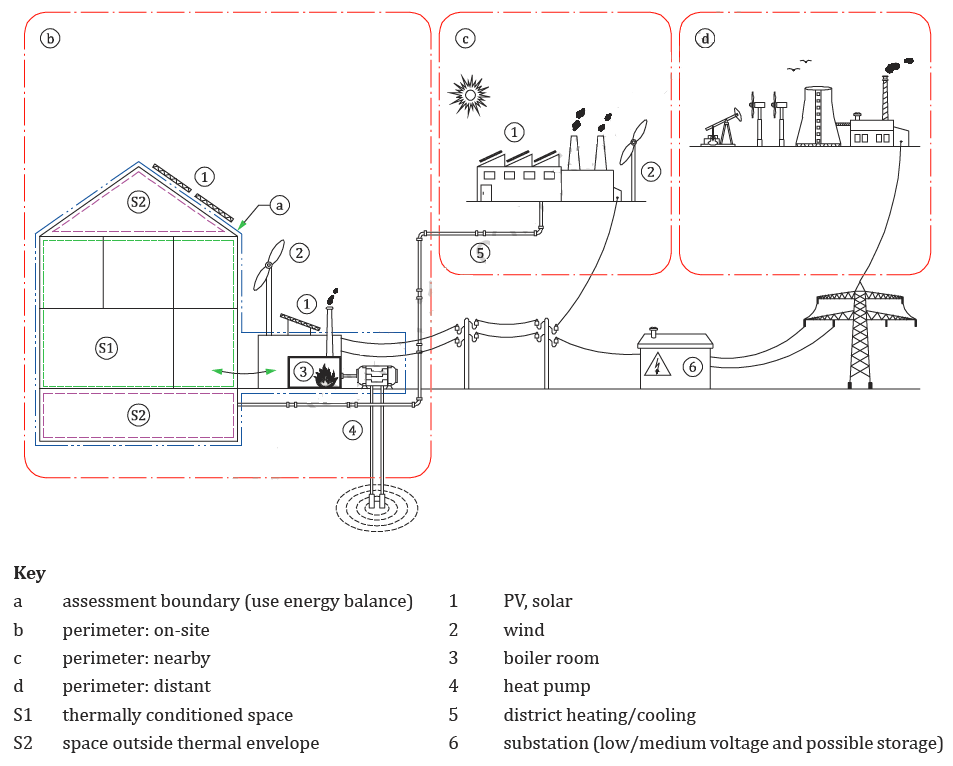 b
c
d
1
1
2
S2
a
2
5
1
S1
3
6
S2
4
Key
a assessment boundary (use energy balance) 1 PV, solar
b perimeter: on-site 2 wind
c perimeter: nearby 3 boiler room
d perimeter: distant 4 heat pump
S1 thermally conditioned space 5 district heating/cooling
S2 space outside thermal envelope 6 substation (low/medium voltage and possible storage)